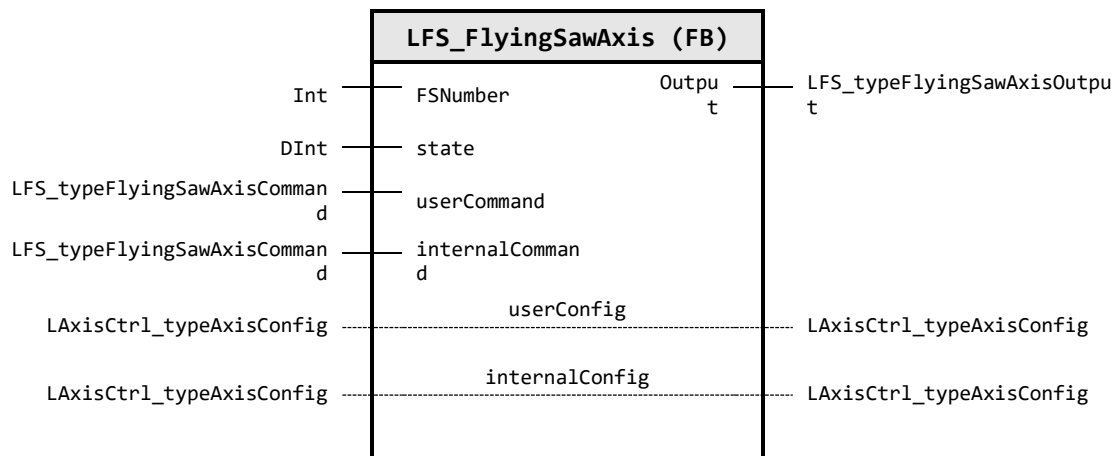 LFS_FlyingSawAxis (FB)
Int
FSNumber
Outpu
t
LFS_typeFlyingSawAxisOutpu
t
DInt
state
LFS_typeFlyingSawAxisComman
d
userCommand
LFS_typeFlyingSawAxisComman
d
internalComman
d
LAxisCtrl_typeAxisConfig
userConfig
LAxisCtrl_typeAxisConfig
LAxisCtrl_typeAxisConfig
internalConfig
LAxisCtrl_typeAxisConfig